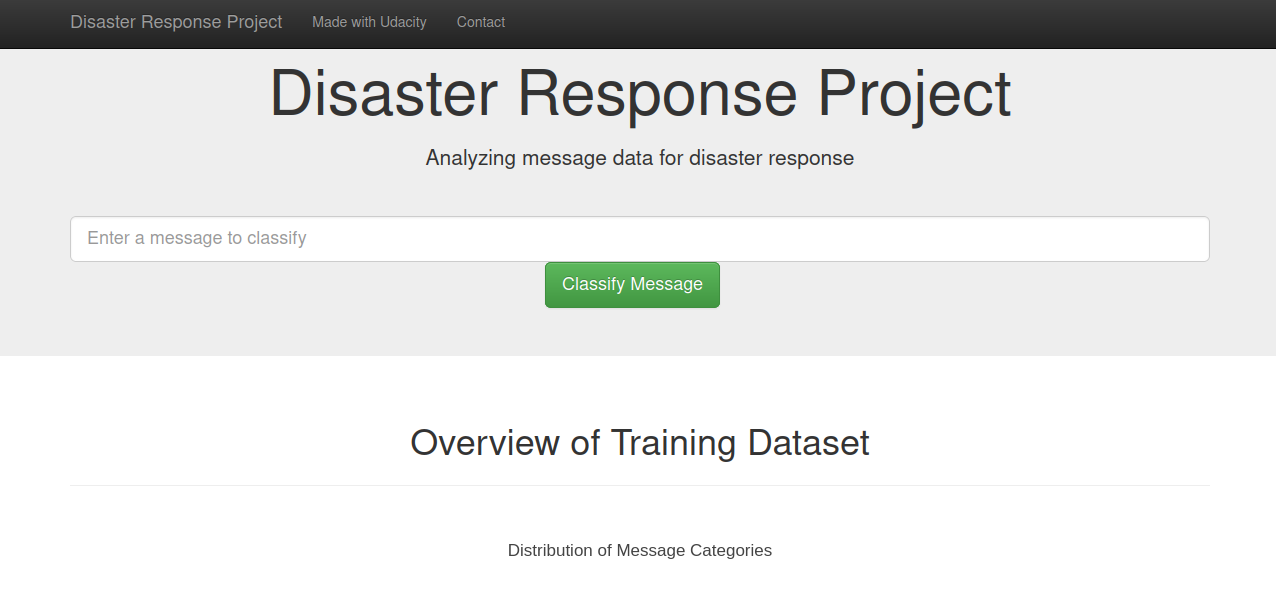 Disaster Response Project Made with Udacity Contact
Disaster Response Project
Analyzing message data for disaster response
Enter a message to classify
Classify Message
Overview of Training Dataset
Distribution of Message Categories